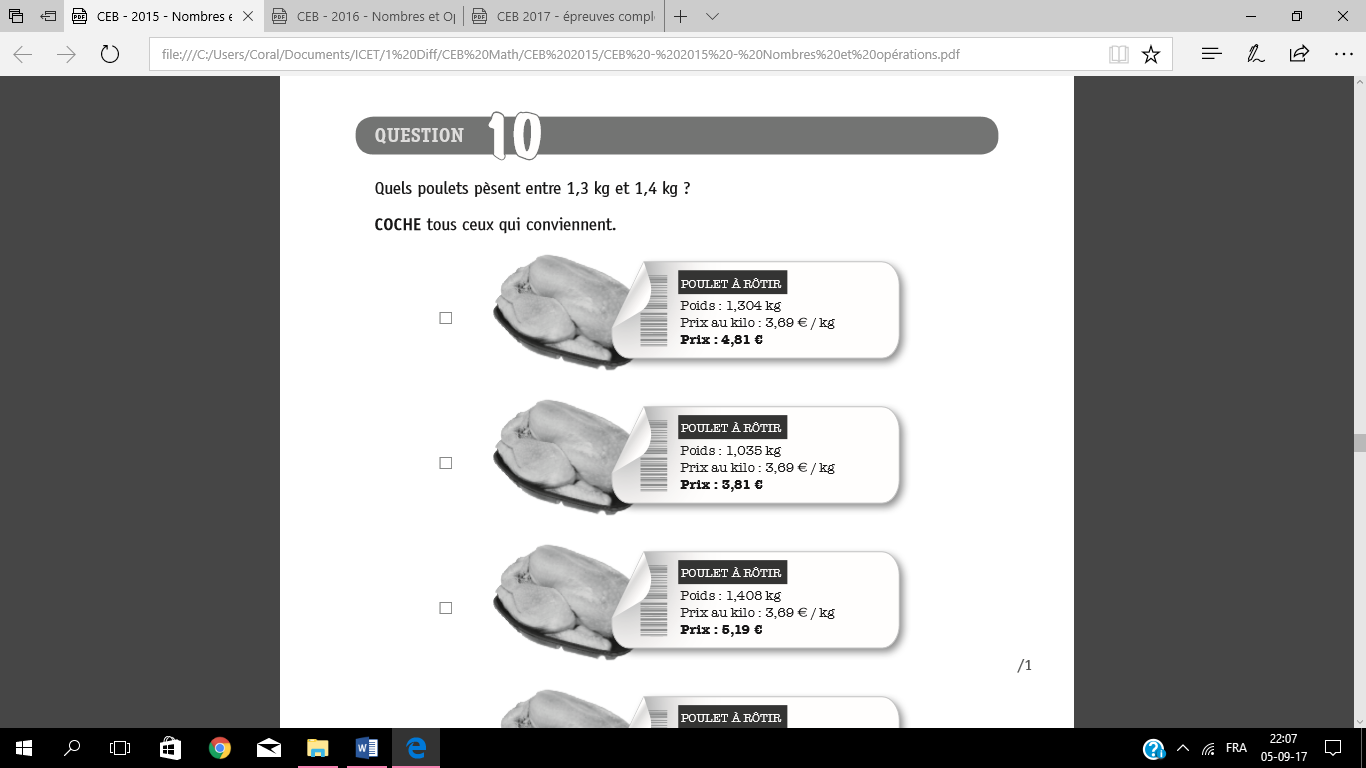 CEB - 2015 - Nombres e
CEB - 2016 - Nombres et Op
CEB 2017 - épreuves compl
file:///C:/Users/Coral/Documents/ICET/1%20Diff/CEB%20Math/CEB%202015/CEB%20-%202015%20-%20Nombres%20et%20opérations.pdf
QUESTION 10
Quels poulets pèsent entre 1,3 kg et 1,4 kg ?
COCHE tous ceux qui conviennent.
POULET À RÔTIR
Poids : 1,304 kg
Prix au kilo : 3,69 € / kg
Prix : 4,81 €
POULET À RÔTIR
Poids : 1,035 kg
Prix au kilo : 3,69 € / kg
Prix : 3,81 €
POULET À RÔTIR
Poids : 1,408 kg
Prix au kilo : 3,69 € / kg
Prix : 5,19 €
/1
POULET À RÔTIR
FRA
22:07
05-09-17